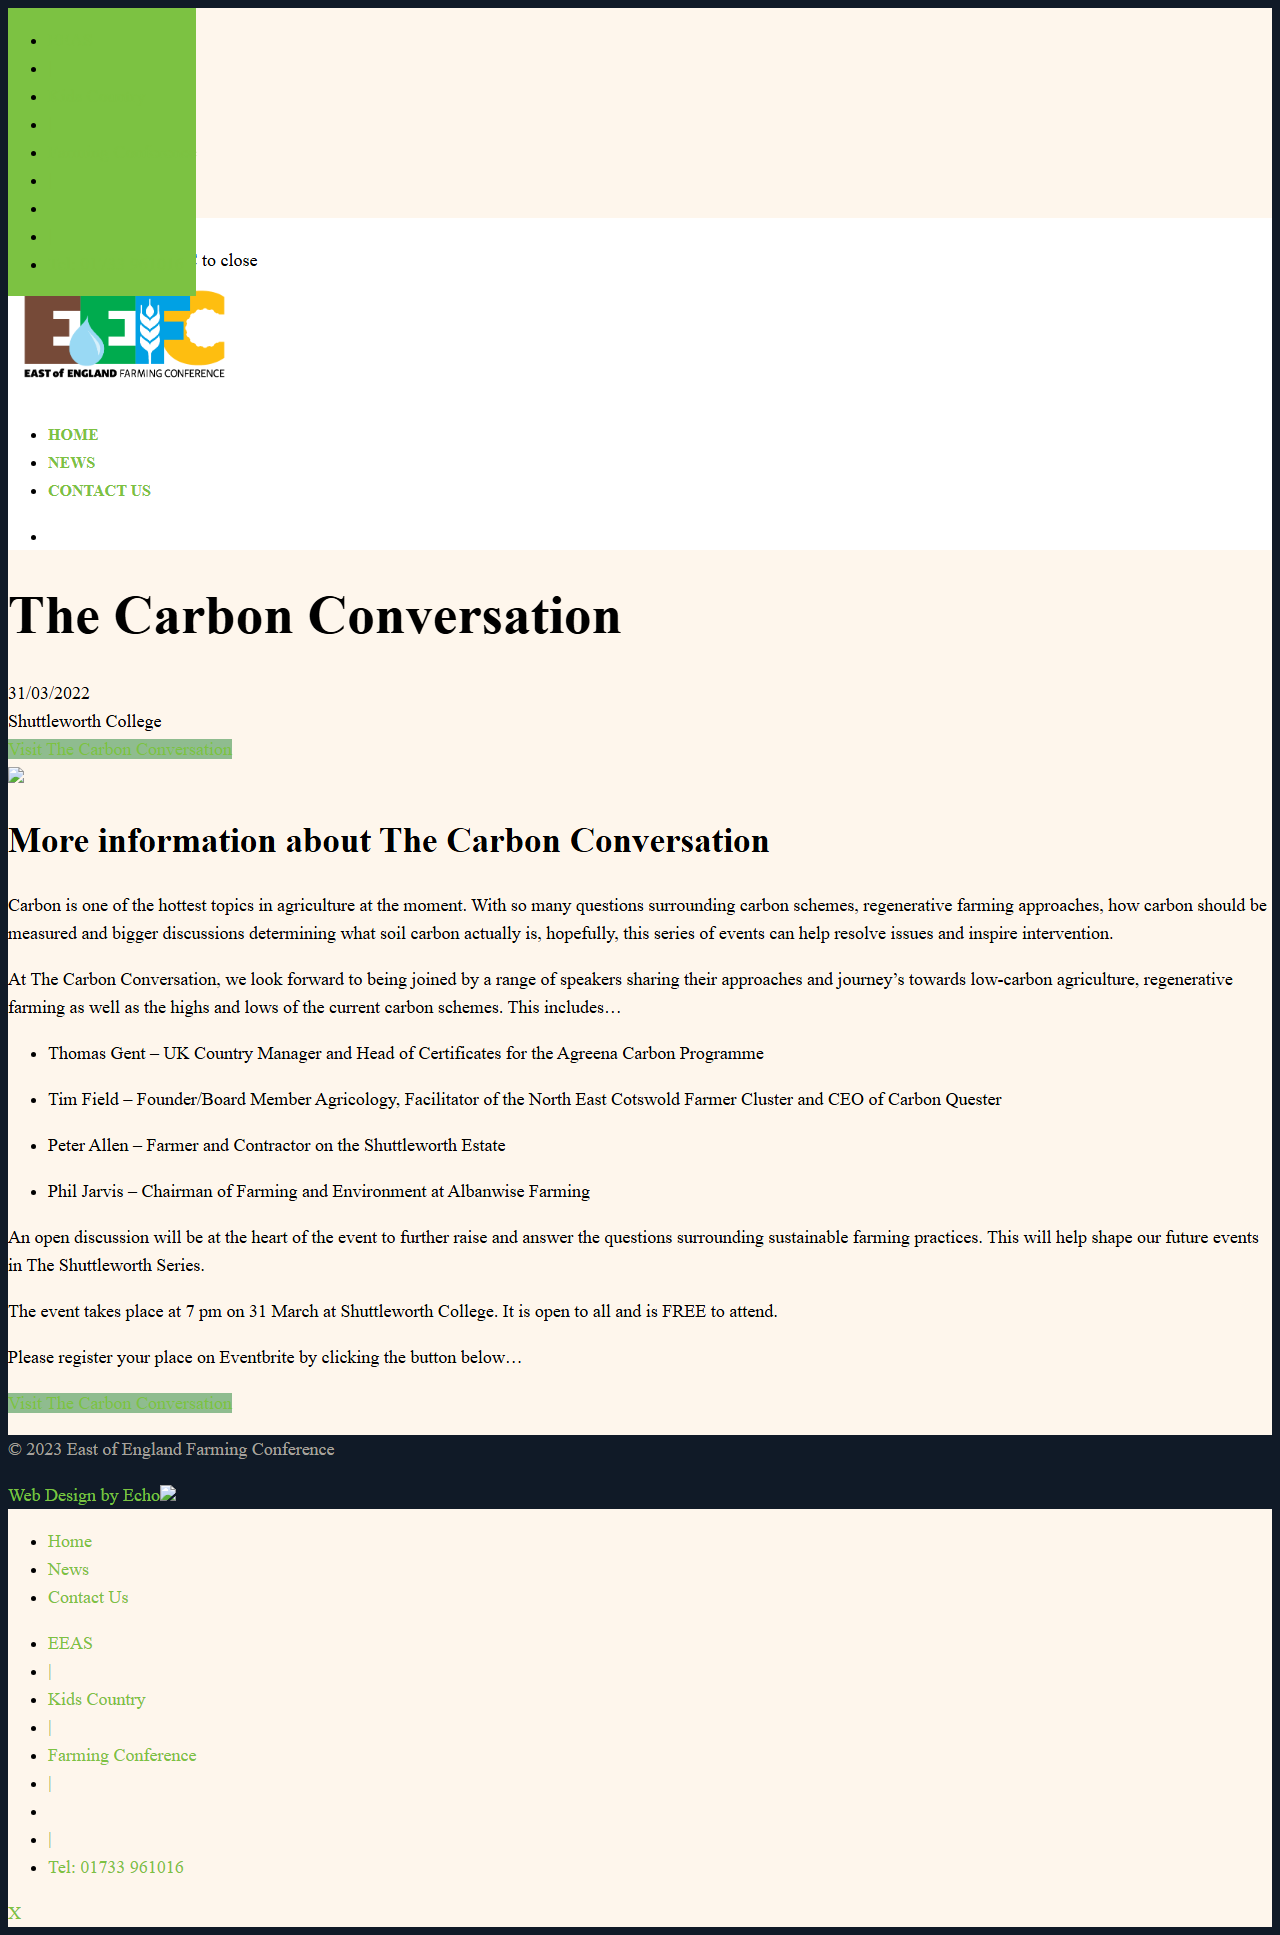 to close
EEFC
EAST of ENGLAND FARMING CONFERENCE
HOME
NEWS
CONTACT US
The Carbon Conversation
31/03/2022
Shuttleworth College
Visit The Carbon Conversation
More information about The Carbon Conversation
Carbon is one of the hottest topics in agriculture at the moment. With so many questions surrounding carbon schemes, regenerative farming approaches, how carbon should be
measured and bigger discussions determining what soil carbon actually is, hopefully, this series of events can help resolve issues and inspire intervention.
At The Carbon Conversation, we look forward to being joined by a range of speakers sharing their approaches and journey’s towards low-carbon agriculture, regenerative
farming as well as the highs and lows of the current carbon schemes. This includes…
Thomas Gent – UK Country Manager and Head of Certificates for the Agreena Carbon Programme
Tim Field – Founder/Board Member Agricology, Facilitator of the North East Cotswold Farmer Cluster and CEO of Carbon Quester
Peter Allen – Farmer and Contractor on the Shuttleworth Estate
Phil Jarvis – Chairman of Farming and Environment at Albanwise Farming
An open discussion will be at the heart of the event to further raise and answer the questions surrounding sustainable farming practices. This will help shape our future events
in The Shuttleworth Series.
The event takes place at 7 pm on 31 March at Shuttleworth College. It is open to all and is FREE to attend.
Please register your place on Eventbrite by clicking the button below…
Visit The Carbon Conversation
© 2023 East of England Farming Conference
Web Design by Echo
Home
News
Contact Us
EEAS
|
Kids Country
|
Farming Conference
|
|
Tel: 01733 961016
X